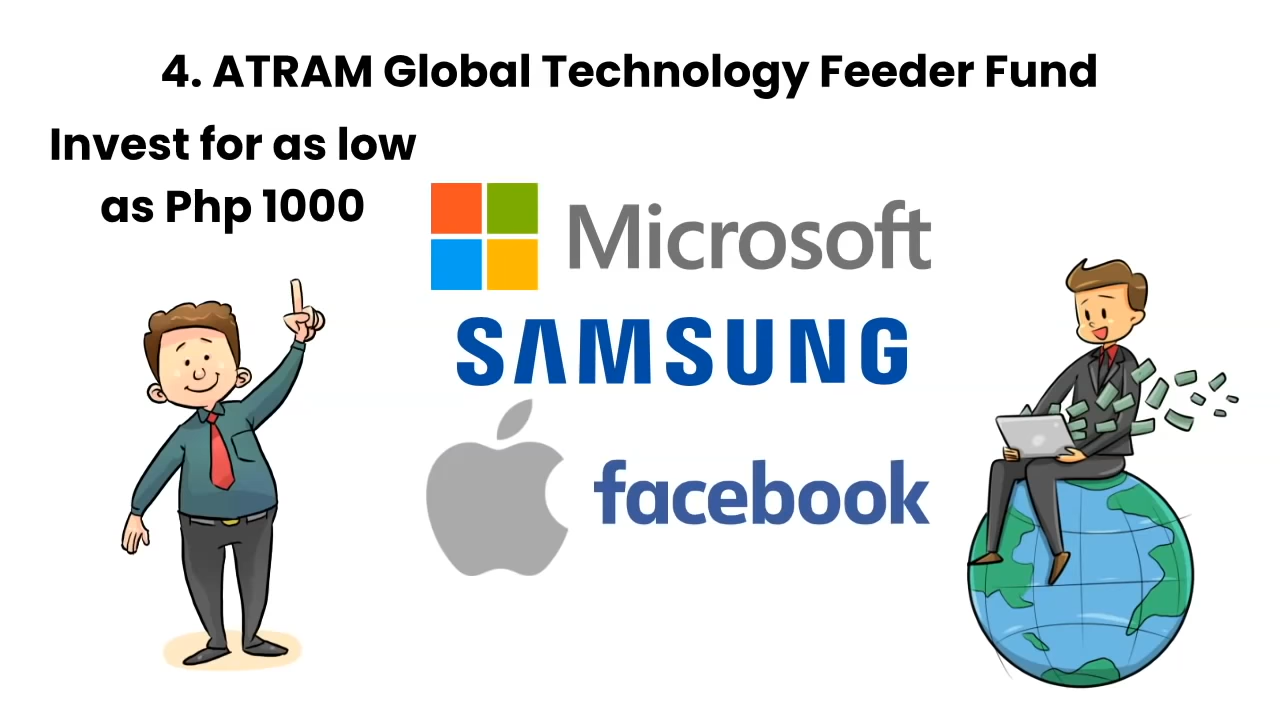 4. ATRAM Global Technology Feeder Fund
Invest for as low
as Php 1000
Microsoft
SAMSUNG
facebook